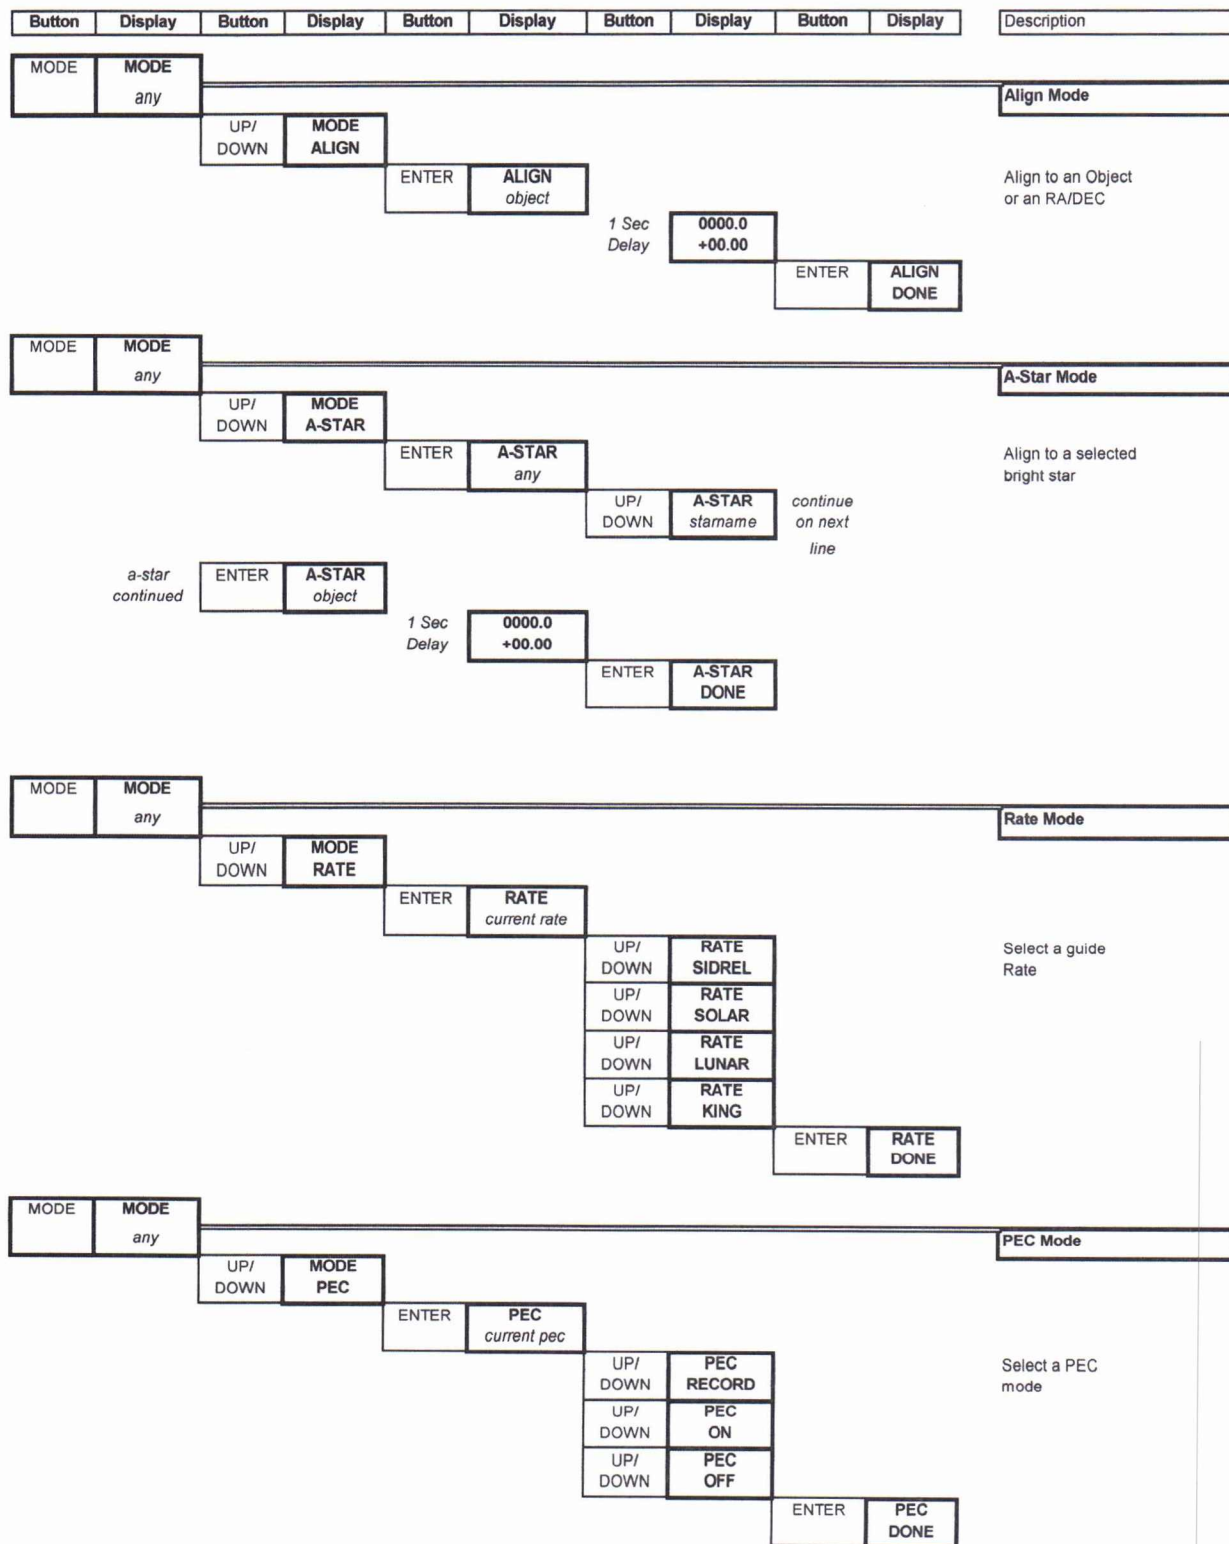 Button Display Button Display Button Display Button Display Button Display Description
MODE MODE
any
Align Mode
UP/ MODE
DOWN ALIGN
ENTER ALIGN
object
Align to an Object
or an RA/DEC
1 Sec 0000.0
Delay +00.00
ENTER ALIGN
DONE
MODE MODE
any
A-Star Mode
UP/ MODE
DOWN A-STAR
ENTER A-STAR
any
Align to a selected
bright star
UP/ A-STAR continue
DOWN starname on next
line
a-star ENTER A-STAR
continued object
1 Sec 0000.0
Delay +00.00
ENTER A-STAR
DONE
MODE MODE
any
Rate Mode
UP/ MODE
DOWN RATE
ENTER RATE
current rate
UP/ RATE
DOWN SIDREL
Select a guide
Rate
UP/ RATE
DOWN SOLAR
UP/ RATE
DOWN LUNAR
UP/ RATE
DOWN KING
ENTER RATE
DONE
MODE MODE
any
PEC Mode
UP/ MODE
DOWN PEC
ENTER PEC
current pec
UP/ PEC
DOWN RECORD
Select a PEC
mode
UP/ PEC
DOWN ON
UP/ PEC
DOWN OFF
ENTER PEC
DONE